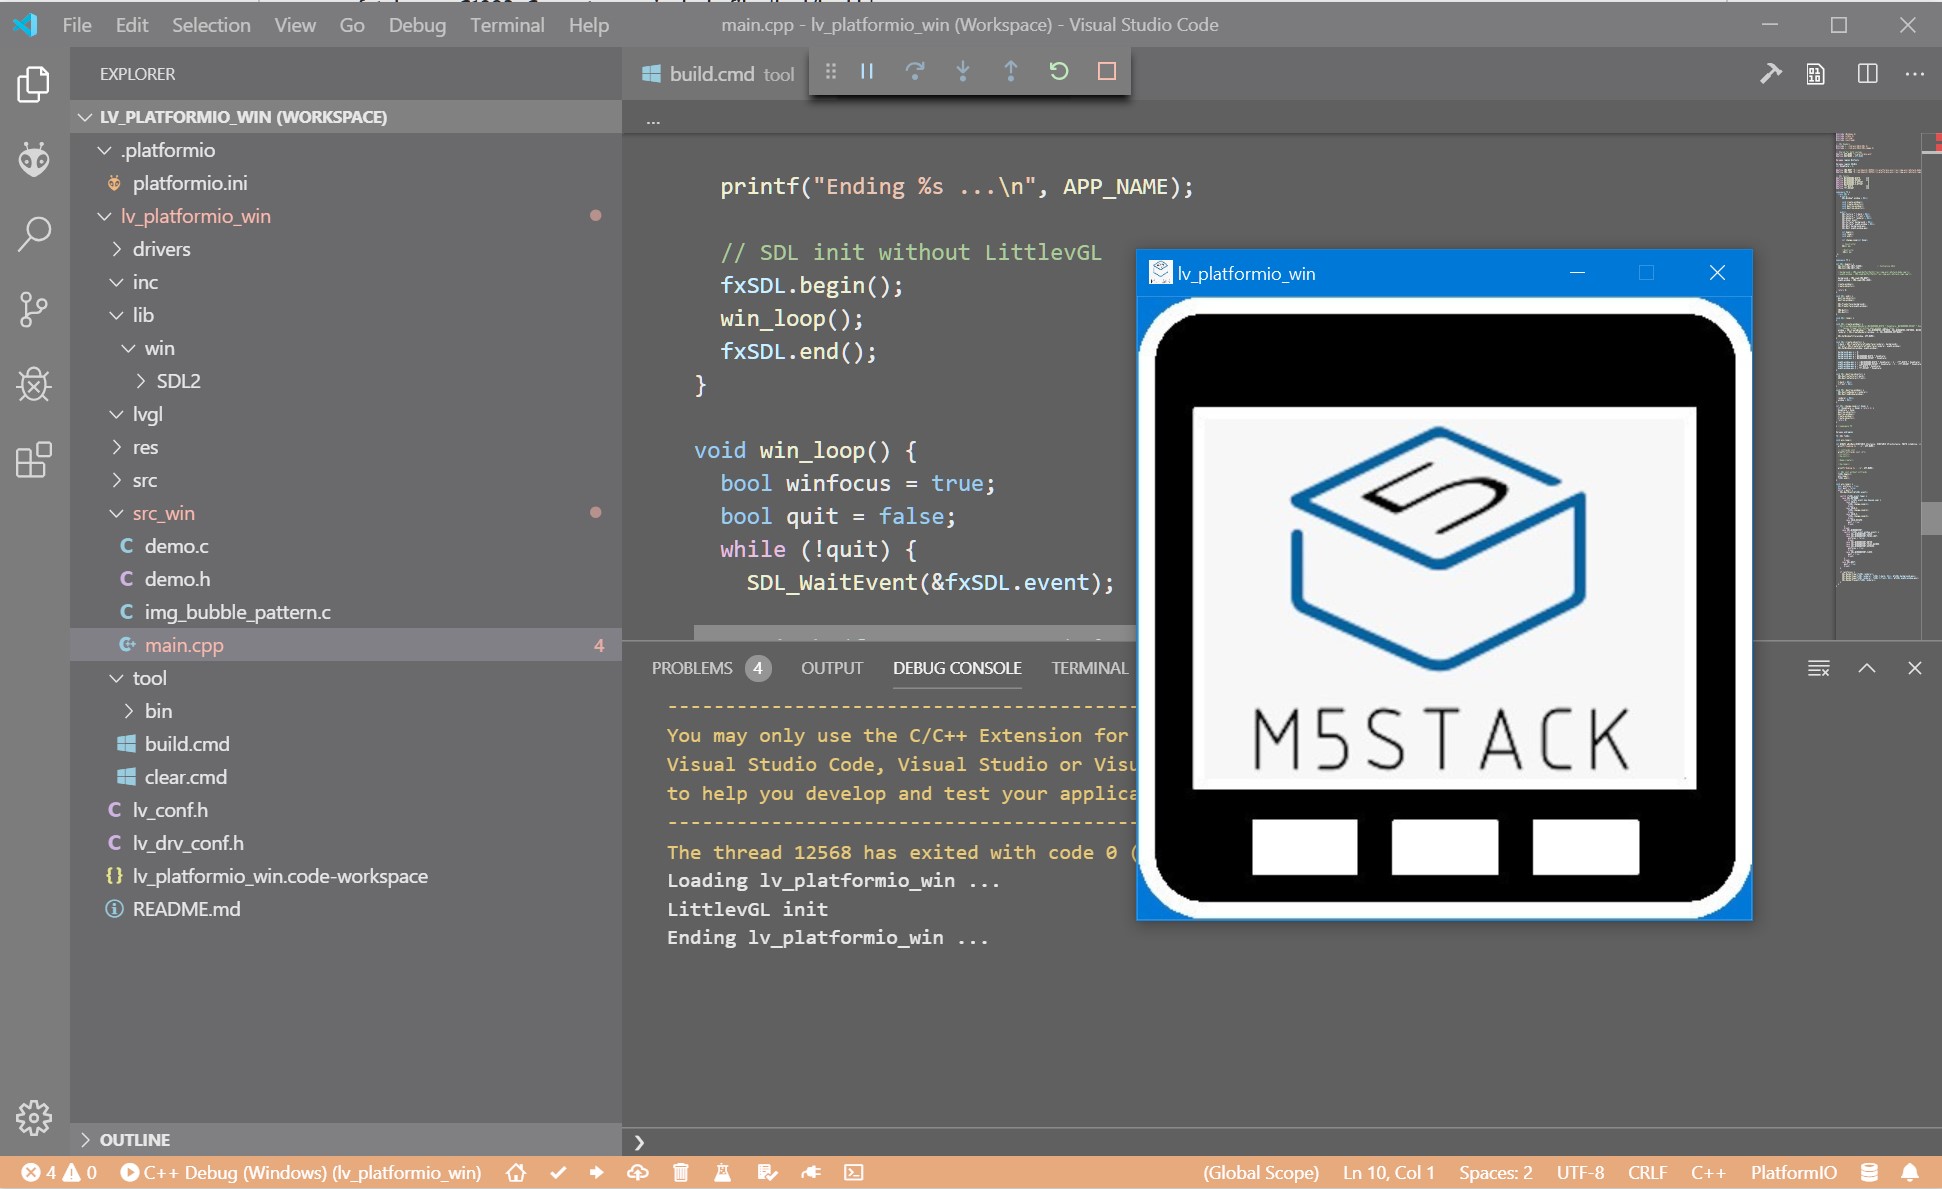 File Edit Selection View Go Debug Terminal Help
main.cpp - lv_platformio_win (Workspace) - Visual Studio Code
EXPLORER
LV_PLATFORMIO_WIN (WORKSPACE)
.platformio
platformio.ini
lv_platformio_win
drivers
inc
lib
win
SDL2
lvgl
res
src
src_win
C demo.c
C demo.h
C img_bubble_pattern.c
main.cpp 4
tool
bin
build.cmd
clear.cmd
C lv_conf.h
C lv_drv_conf.h
{} lv_platformio_win.code-workspace
README.md
OUTLINE
build.cmd tool
...
printf("Ending %s ...\n", APP_NAME);
// SDL init without LittlevGL
fxSDL.begin();
win_loop();
fxSDL.end();
}
void win_loop() {
bool winfocus = true;
bool quit = false;
while (!quit) {
SDL_WaitEvent(&fxSDL.event);
PROBLEMS 4 OUTPUT DEBUG CONSOLE TERMINAL
You may only use the C/C++ Extension for
Visual Studio Code, Visual Studio or Visu
to help you develop and test your applica
The thread 12568 has exited with code 0 (
Loading lv_platformio_win ...
LittlevGL init
Ending lv_platformio_win ...
lv_platformio_win
5
M5STACK
4 0 C++ Debug (Windows) (lv_platformio_win)
(Global Scope) Ln 10, Col 1 Spaces: 2 UTF-8 CRLF C++ PlatformIO